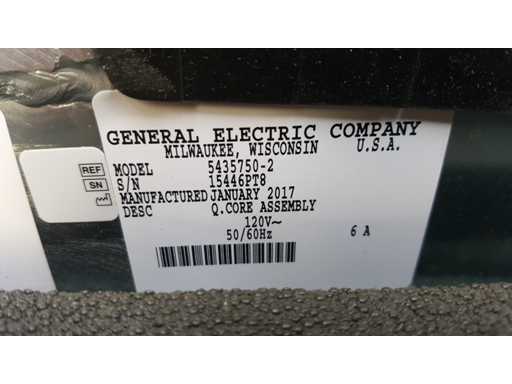 GENERAL ELECTRIC COMPANY
MILWAUKEE, WISCONSIN U.S.A.
REF MODEL 5435750-2
SN S/N 15446PT8
MANUFACTURED JANUARY 2017
DESC Q.CORE ASSEMBLY
120V~
50/60Hz 6 A